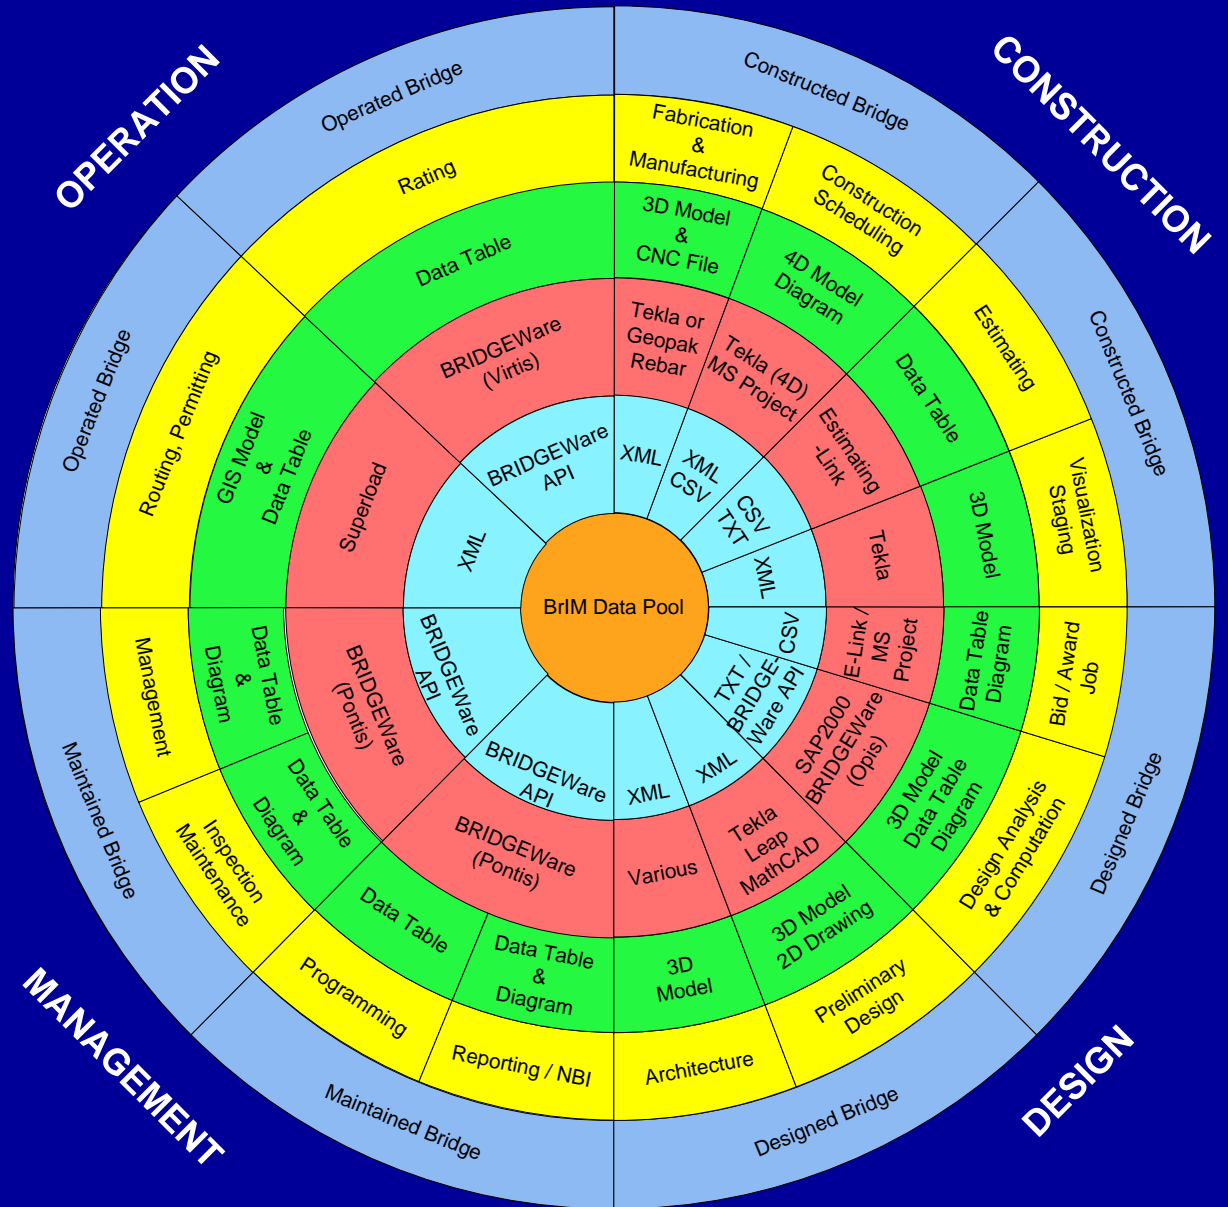 OPERATION
CONSTRUCTION
MANAGEMENT
DESIGN
Operated Bridge
Constructed Bridge
Constructed Bridge
Designed Bridge
Designed Bridge
Maintained Bridge
Maintained Bridge
Operated Bridge
Rating
Fabrication
&
Manufacturing
Construction
Scheduling
Estimating
Visualization
Staging
Bid / Award
Job
Design Analysis
& Computation
Preliminary
Design
Architecture
Reporting / NBI
Programming
Inspection
Maintenance
Management
Routing, Permitting
Data Table
3D Model
&
CNC File
4D Model
Diagram
Data Table
3D Model
Data Table
Diagram
3D Model
Data Table
Diagram
3D Model
2D Drawing
3D
Model
Data Table
&
Diagram
Data Table
Data Table
&
Diagram
Data Table
&
Diagram
GIS Model
&
Data Table
BRIDGEWare
(Virtis)
Tekla or
Geopak
Rebar
Tekla (4D)
MS Project
Estimating
-Link
Tekla
E-Link /
MS
Project
SAP2000
BRIDGEWare
(Opis)
Tekla
Leap
MathCAD
Various
BRIDGEWare
(Pontis)
BRIDGEWare
(Pontis)
Superload
BRIDGEWare
API
XML
XML
CSV
CSV
TXT
XML
CSV
TXT /
BRIDGE-
Ware API
XML
XML
BRIDGEWare
API
BRIDGEWare
API
XML
BrIM Data Pool